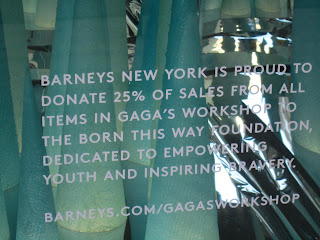 BARNEYS NEW YORK IS PROUD TO
DONATE 25% OF SALES FROM ALL
ITEMS IN GAGA'S WORKSHOP TO
THE BORN THIS WAY FOUNDATION,
DEDICATED TO EMPOWERING
YOUTH AND INSPIRING BRAVERY.
BARNEYS.COM/GAGASWORKSHOP